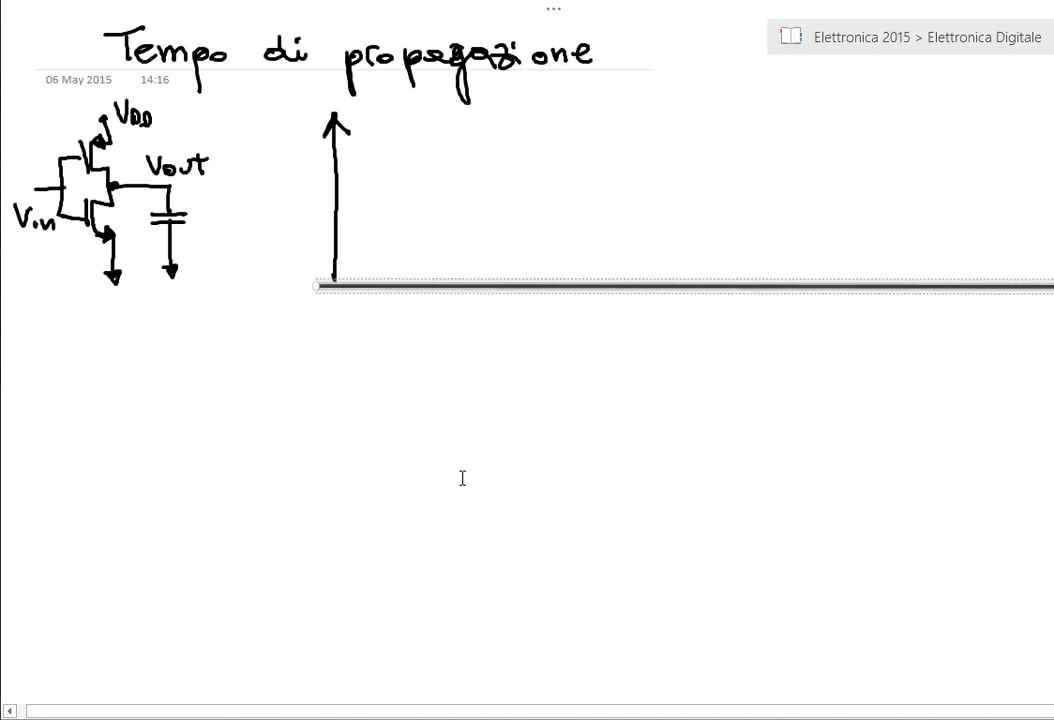 Tempo di propagazione
Elettronica 2015 > Elettronica Digitale
06 May 2015 14:16
VDD
Vout
Vin